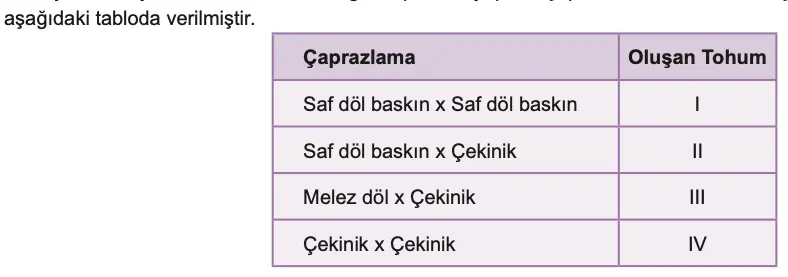 aşağıdaki tabloda verilmiştir.
Çaprazlama Oluşan Tohum
Saf döl baskın x Saf döl baskın I
Saf döl baskın x Çekinik II
Melez döl x Çekinik III
Çekinik x Çekinik IV